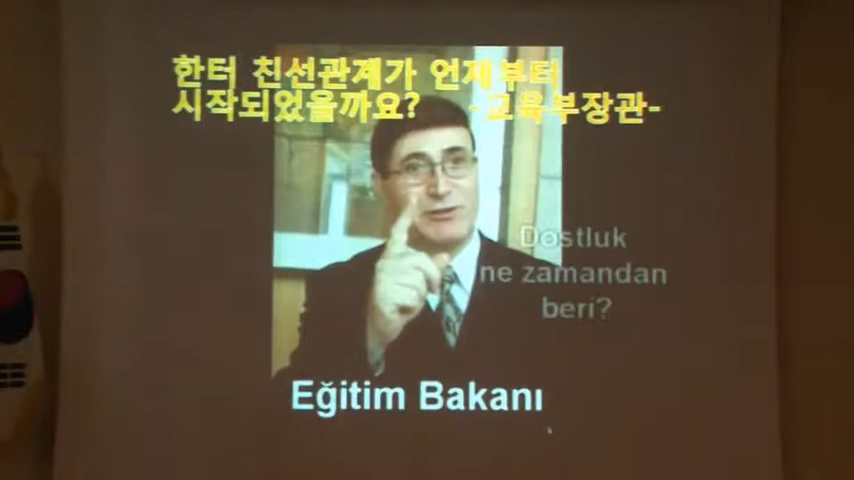 한터 친선관계가 언제부터
시작되었을까요? -교육부장관-
Dostluk
ne zamandan
beri?
Eğitim Bakanı